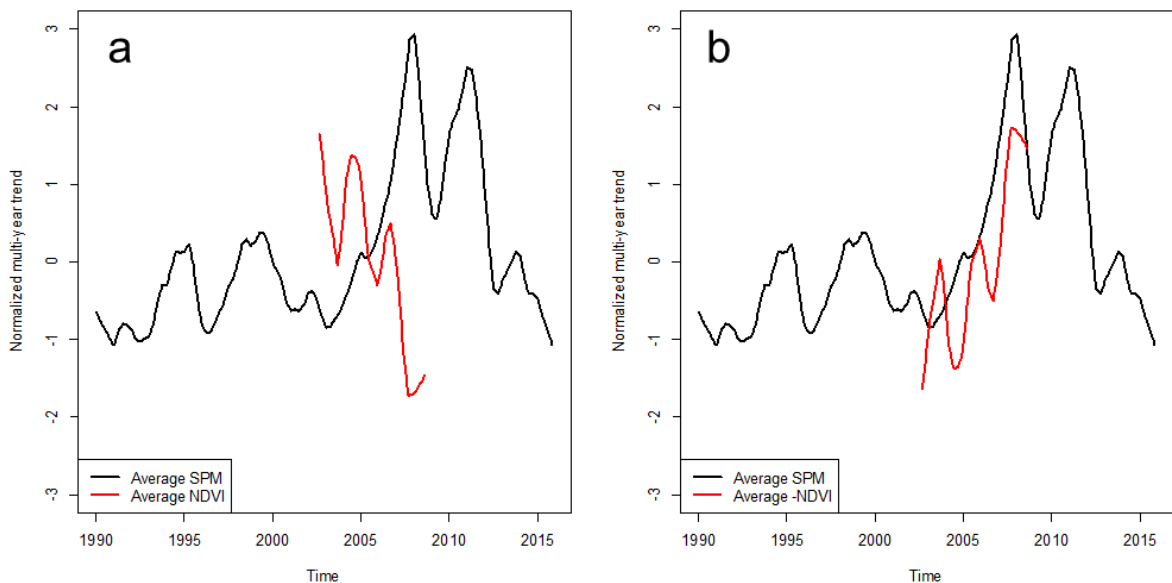 a
Normalized multi-year trend
3
2
1
0
-1
-2
-3
Average SPM
Average NDVI
1990 1995 2000 2005 2010 2015
Time
b
Normalized multi-year trend
3
2
1
0
-1
-2
-3
Average SPM
Average -NDVI
1990 1995 2000 2005 2010 2015
Time